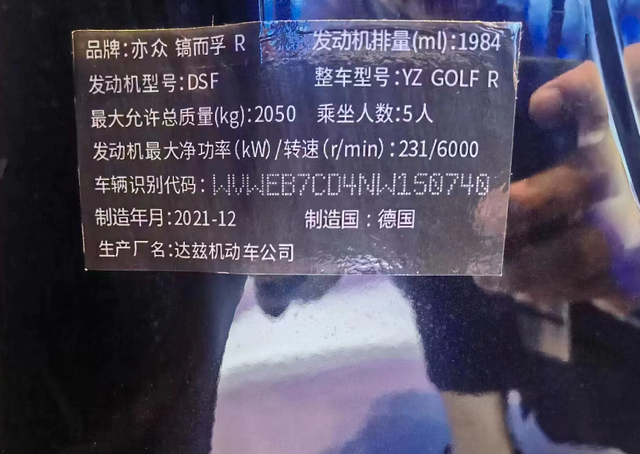 品牌:亦众 镐而孚 R 发动机排量(ml):1984
发动机型号:DSF 整车型号:YZ GOLF R
最大允许总质量(kg):2050 乘坐人数:5人
发动机最大净功率(kW)/转速(r/min):231/6000
车辆识别代码:WVWEB7CD4NW150740
制造年月:2021-12 制造国:德国
生产厂名:达兹机动车公司